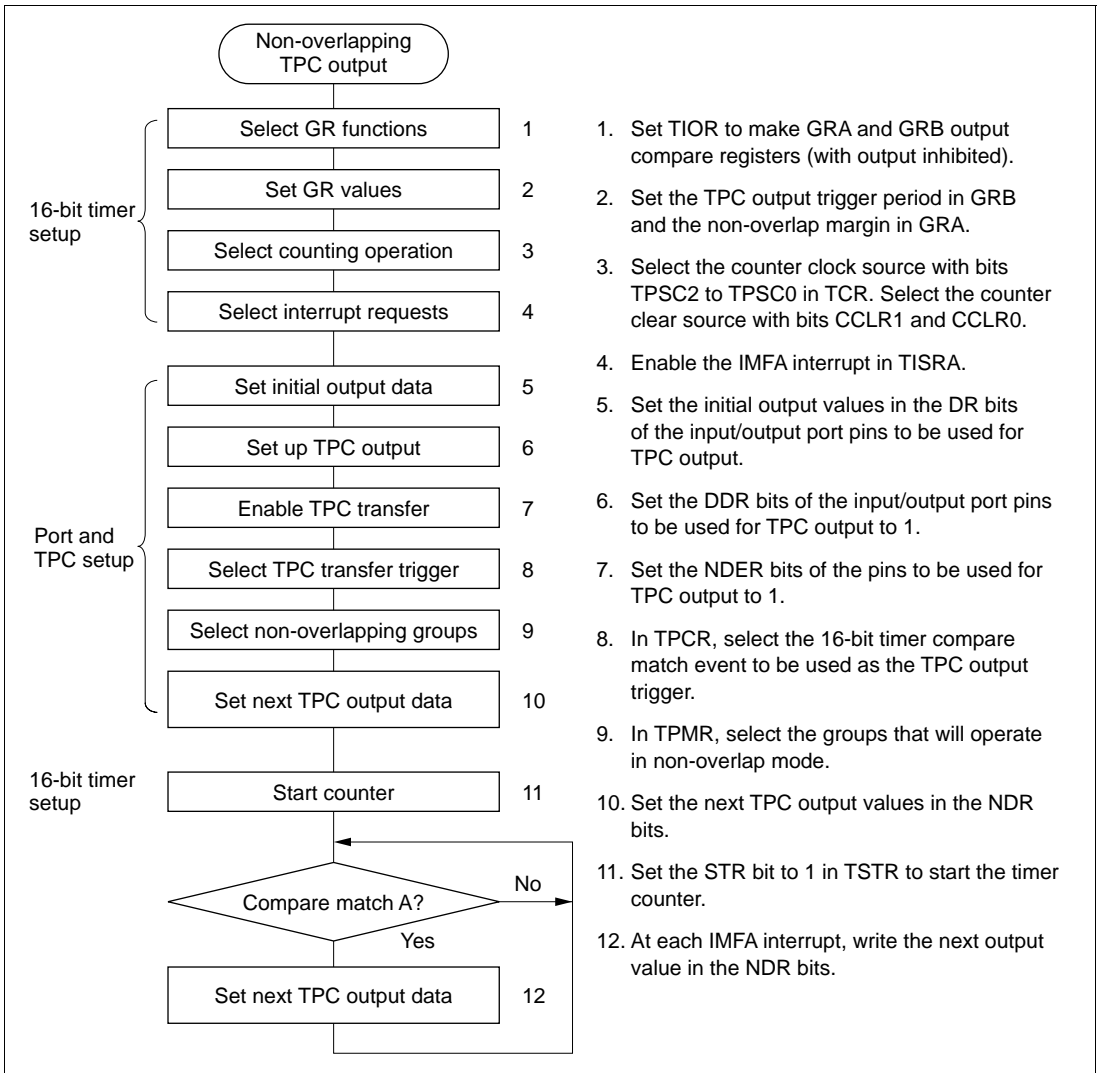 Non-overlapping
TPC output
16-bit timer
setup
Select GR functions 1
Set GR values 2
Select counting operation 3
Select interrupt requests 4
Port and
TPC setup
Set initial output data 5
Set up TPC output 6
Enable TPC transfer 7
Select TPC transfer trigger 8
Select non-overlapping groups 9
Set next TPC output data 10
16-bit timer
setup
Start counter 11
Compare match A?
No
Yes
Set next TPC output data 12
1. Set TIOR to make GRA and GRB output
compare registers (with output inhibited).
2. Set the TPC output trigger period in GRB
and the non-overlap margin in GRA.
3. Select the counter clock source with bits
TPSC2 to TPSC0 in TCR. Select the counter
clear source with bits CCLR1 and CCLR0.
4. Enable the IMFA interrupt in TISRA.
5. Set the initial output values in the DR bits
of the input/output port pins to be used for
TPC output.
6. Set the DDR bits of the input/output port pins
to be used for TPC output to 1.
7. Set the NDER bits of the pins to be used for
TPC output to 1.
8. In TPCR, select the 16-bit timer compare
match event to be used as the TPC output
trigger.
9. In TPMR, select the groups that will operate
in non-overlap mode.
10. Set the next TPC output values in the NDR
bits.
11. Set the STR bit to 1 in TSTR to start the timer
counter.
12. At each IMFA interrupt, write the next output
value in the NDR bits.